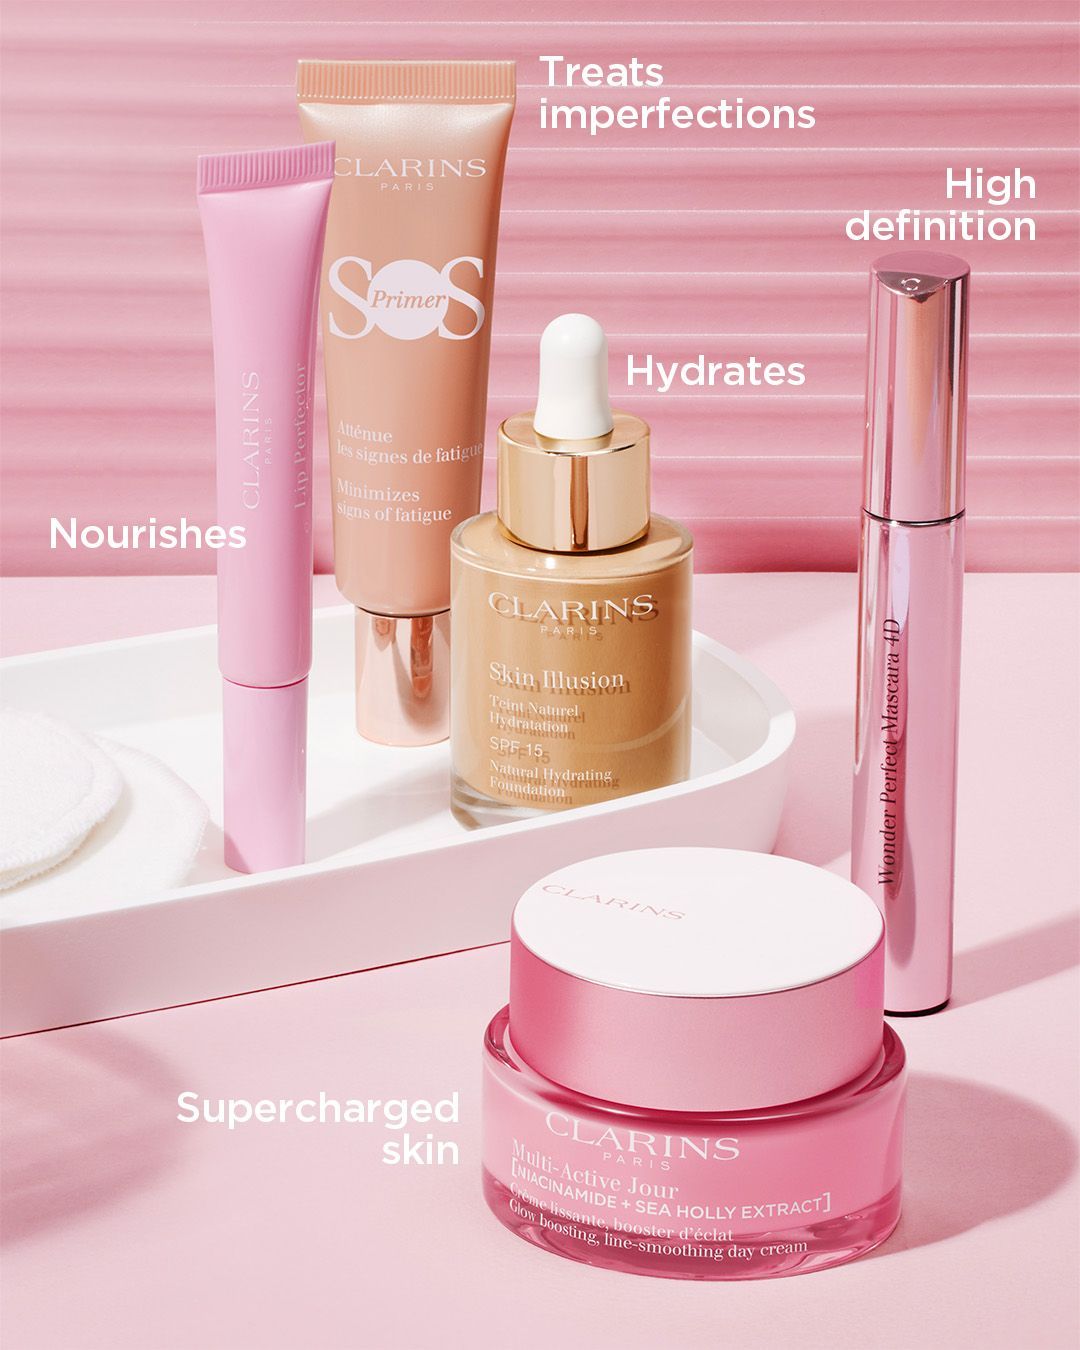 Treats
imperfections
High
definition
CLARINS
PARIS
SOS
Primer
Atténue
les signes de fatigue
Minimizes
signs of fatigue
Hydrates
CLARINS
PARIS
Lip Perfector
Nourishes
CLARINS
PARIS
Skin Illusion
Teint Naturel
Hydratation
SPF 15
Natural Hydrating
Foundation
Wonder Perfect Mascara 4D
CLARINS
Supercharged
skin
CLARINS
PARIS
Multi-Active Jour
[NIACINAMIDE + SEA HOLLY EXTRACT]
Crème lissante, booster d'éclat
Glow boosting, line-smoothing day cream